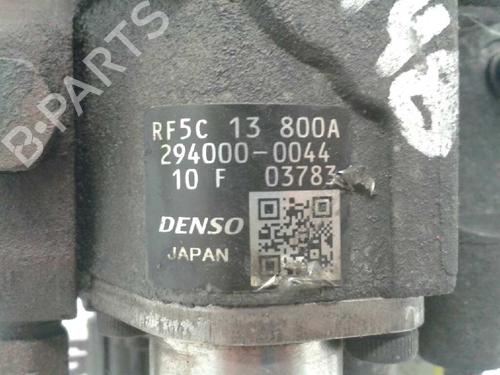 B-PARTS
RF5C 13 800A
294000-0044
10 F 03783
DENSO
JAPAN